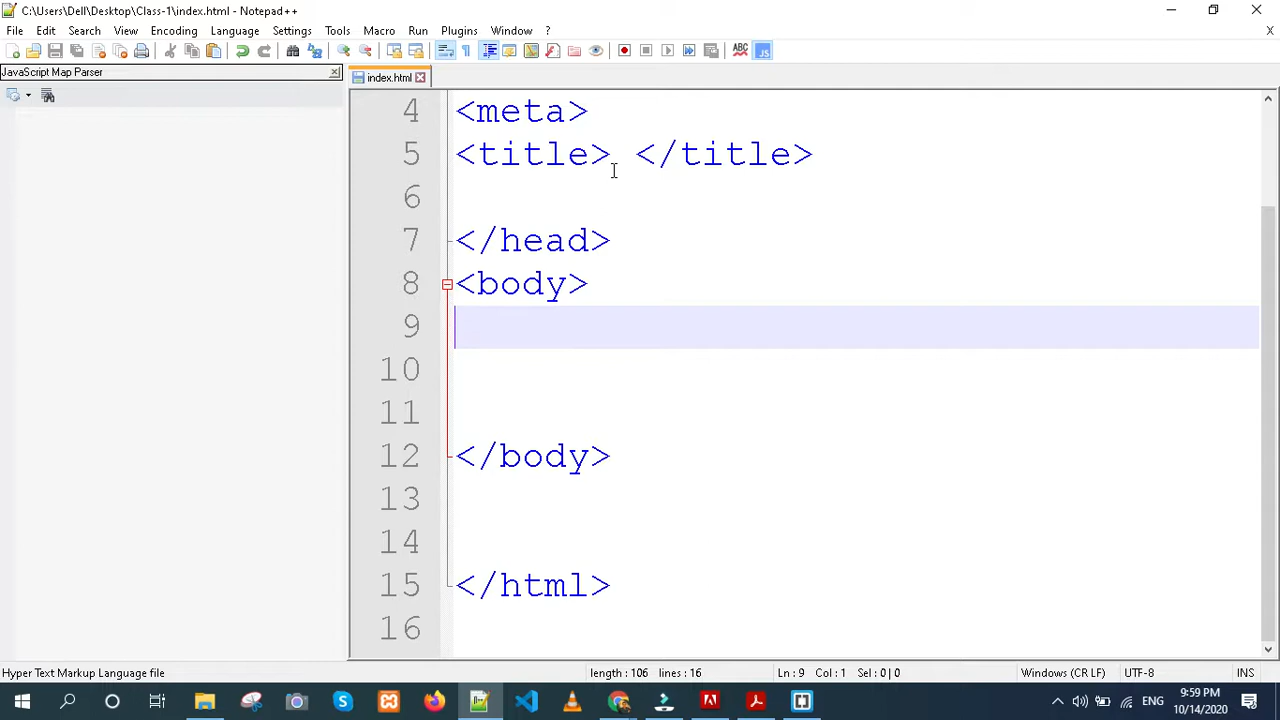 C:\Users\Dell\Desktop\Class-1\index.html - Notepad++
File Edit Search View Encoding Language Settings Tools Macro Run Plugins Window ? X
JavaScript Map Parser
index.html
4 <meta>
5 <title> </title>
6
7 </head>
8 <body>
9
10
11
12 </body>
13
14
15 </html>
16
Hyper Text Markup Language file length : 106 lines : 16 Ln : 9 Col : 1 Sel : 0 | 0 Windows (CR LF) UTF-8 INS
ENG
9:59 PM
10/14/2020